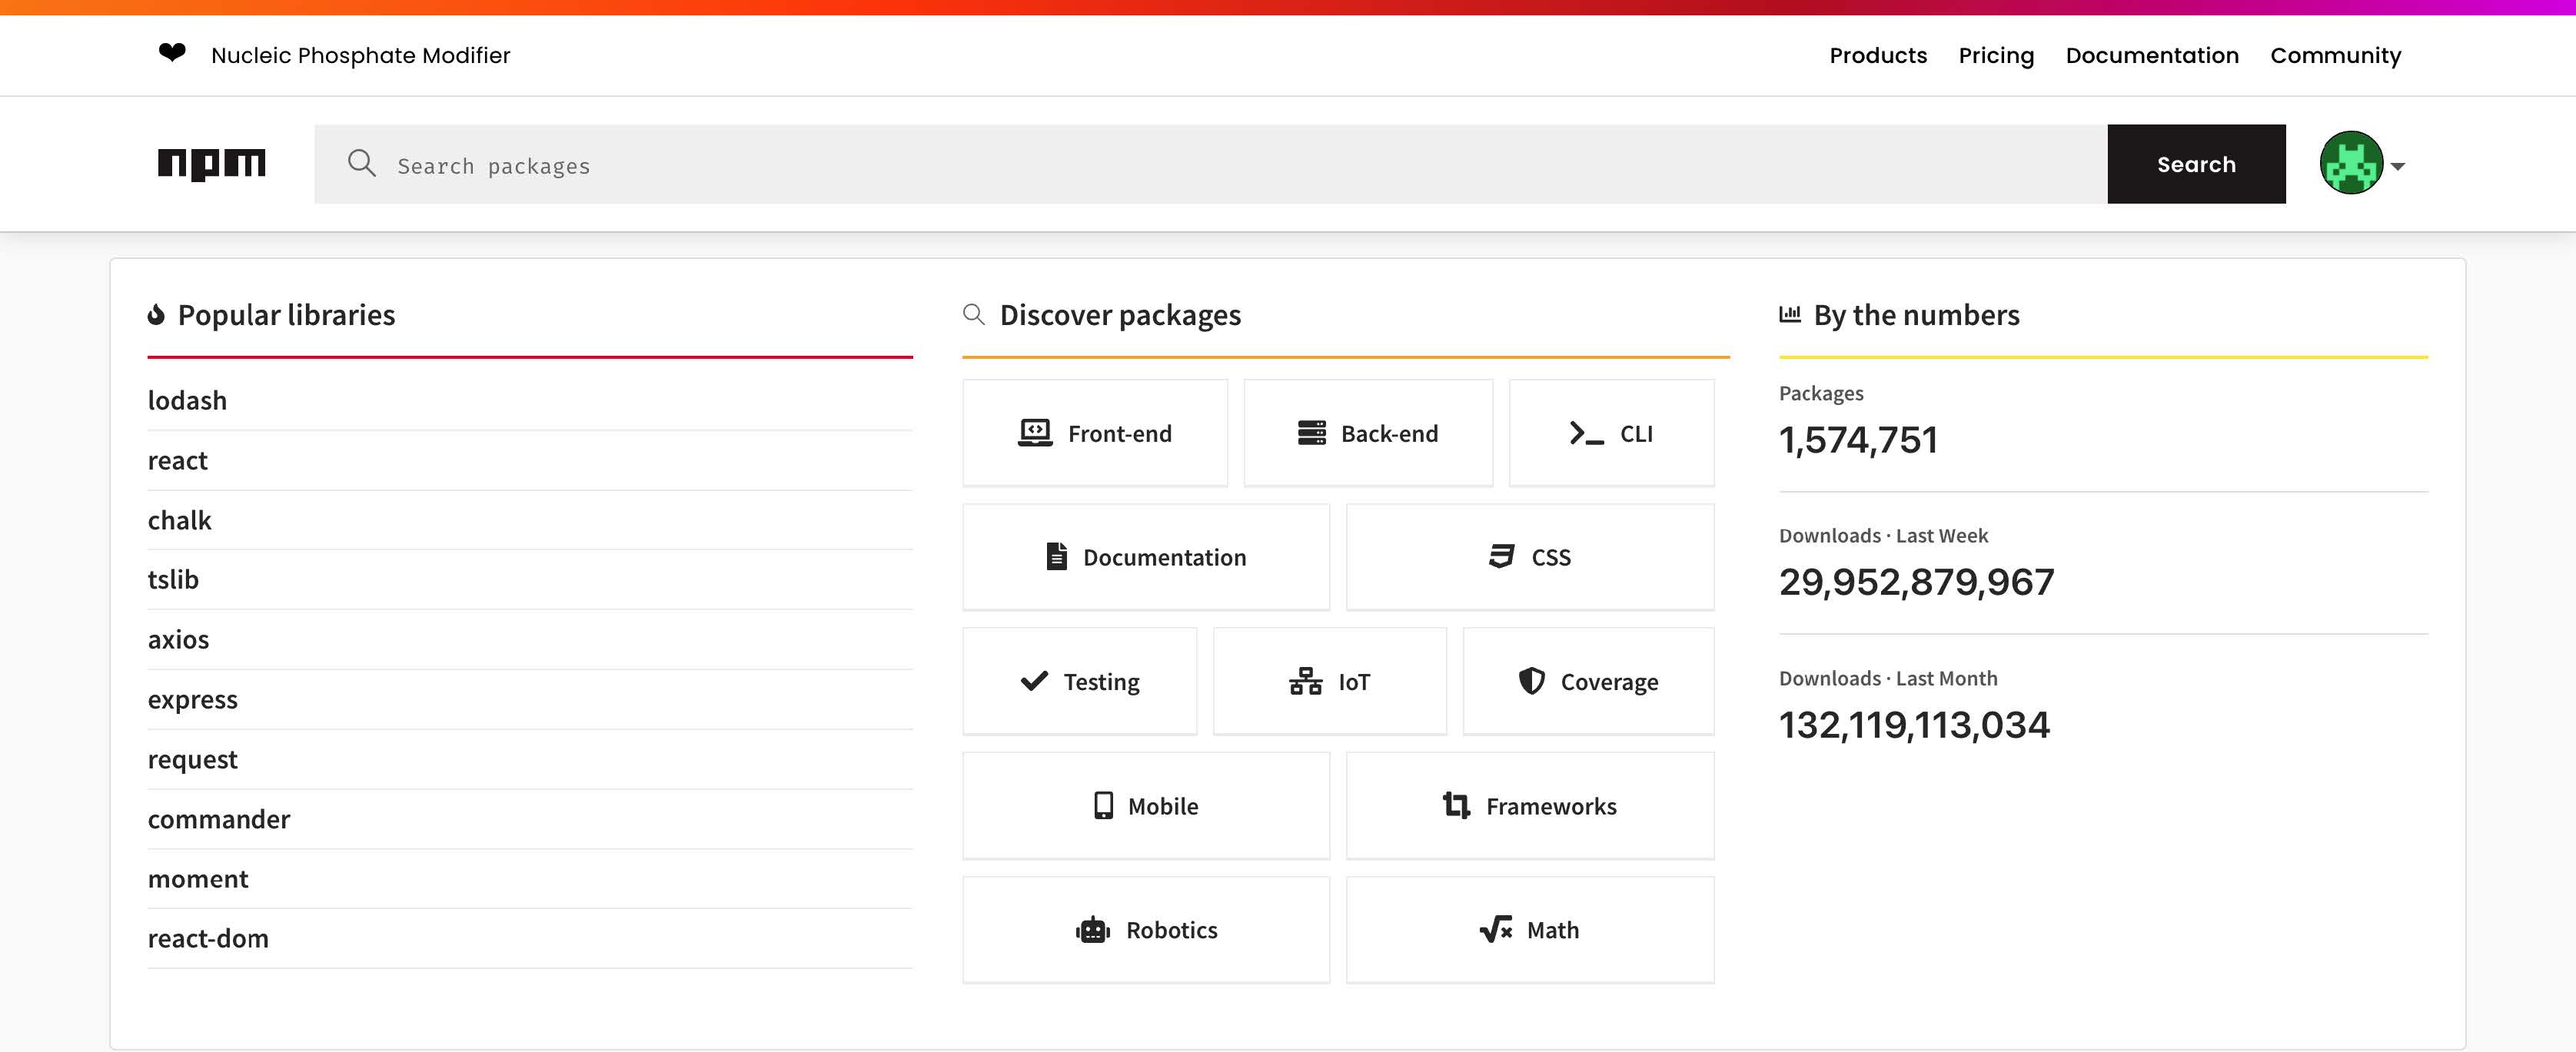 Nucleic Phosphate Modifier
Products Pricing Documentation Community
npm
Search packages
Search
Popular libraries
lodash
react
chalk
tslib
axios
express
request
commander
moment
react-dom
Discover packages
Front-end
Back-end
CLI
Documentation
CSS
Testing
IoT
Coverage
Mobile
Frameworks
Robotics
Math
By the numbers
Packages
1,574,751
Downloads · Last Week
29,952,879,967
Downloads · Last Month
132,119,113,034